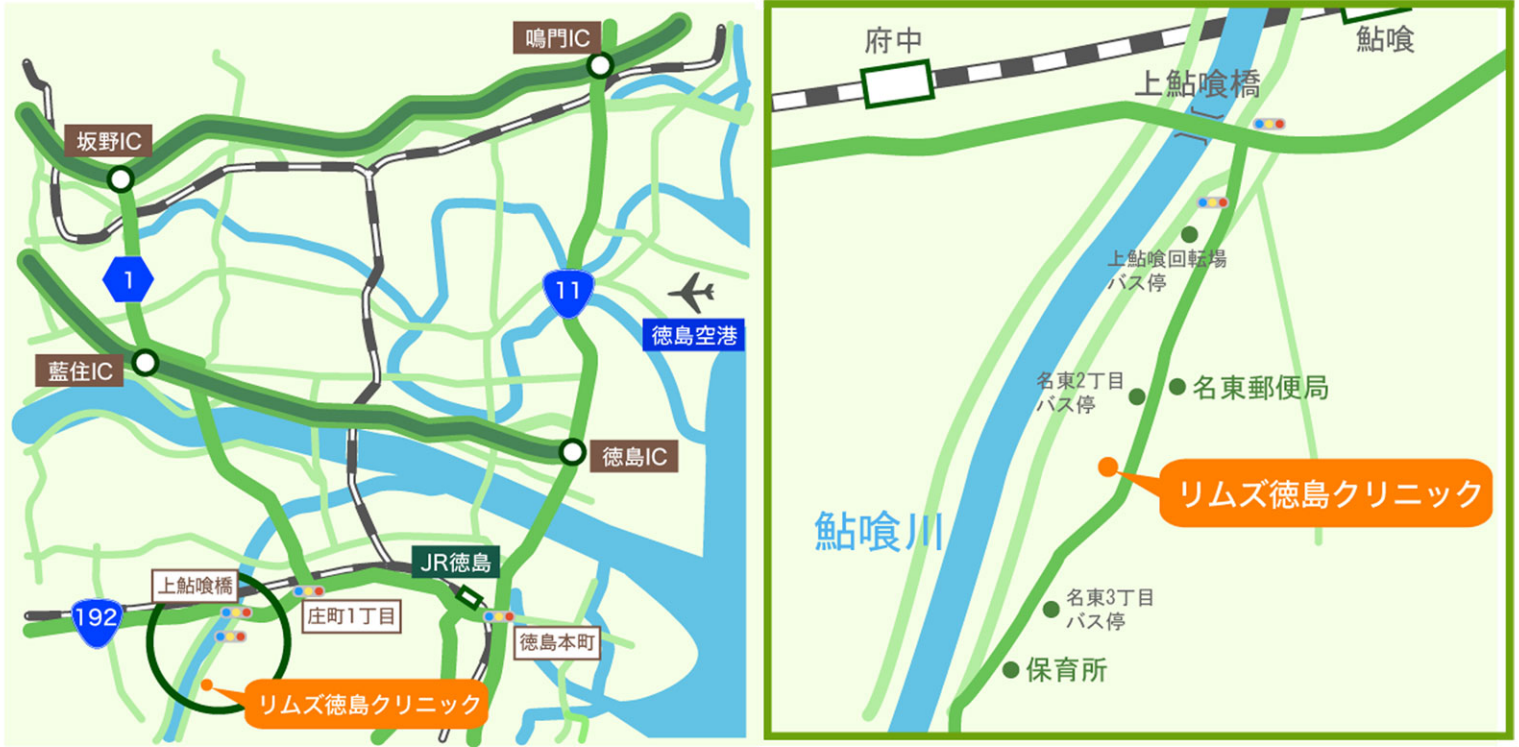 鳴門IC
坂野IC
1
11
徳島空港
藍住IC
徳島IC
JR徳島
上鮎喰橋
192
庄町1丁目
徳島本町
リムズ徳島クリニック
府中
鮎喰
上鮎喰橋
上鮎喰回転場
バス停
名東2丁目
バス停
名東郵便局
リムズ徳島クリニック
鮎喰川
名東3丁目
バス停
保育所